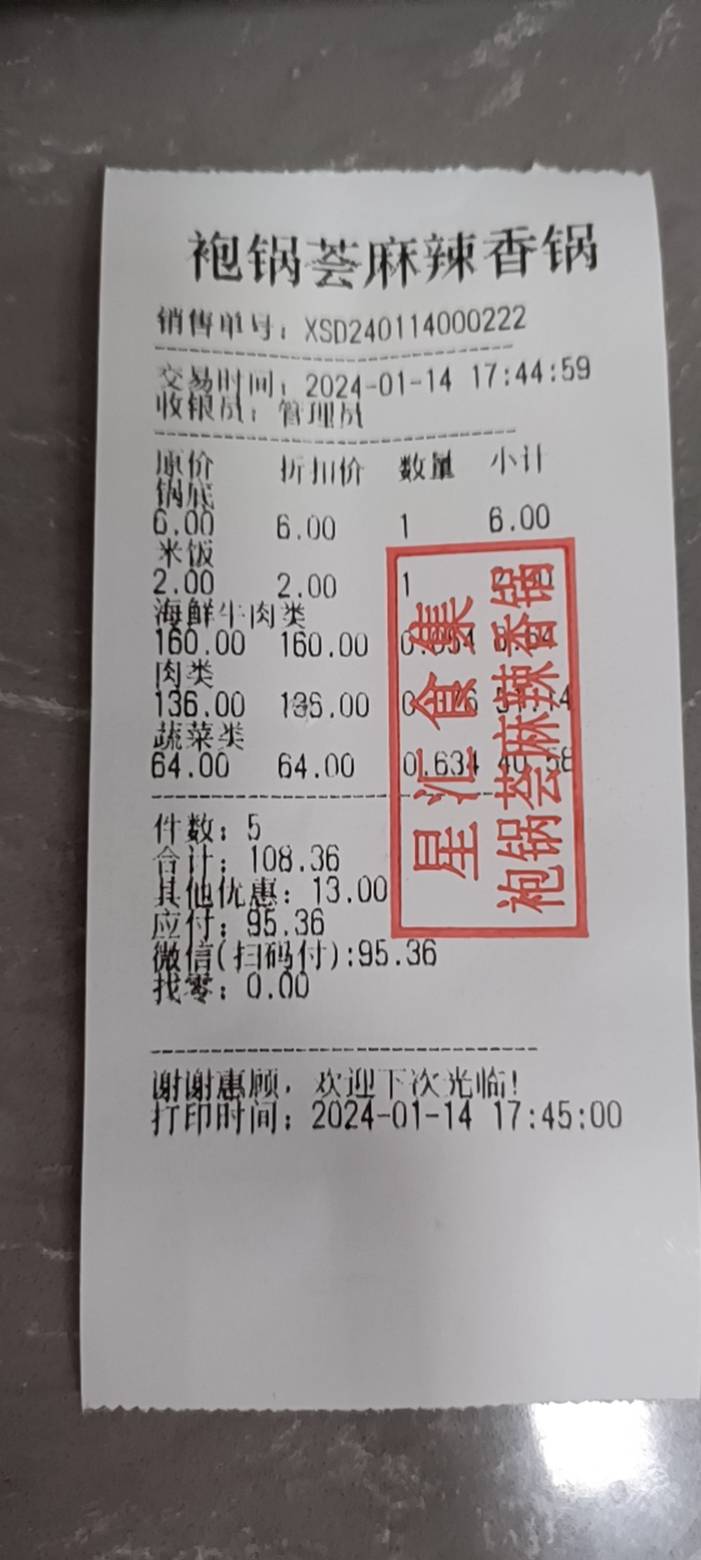 袍锅荟麻辣香锅
销售单号: XSD240114000222
交易时间: 2024-01-14 17:44:59
收银员: 管理员
原价 折扣价 数量 小计
锅底
6.00 6.00 1 6.00
米饭
2.00 2.00 1
海鲜牛肉类
160.00 160.00
肉类
136.00 136.00
蔬菜类
64.00 64.00 0.634 40.58
件数: 5
合计: 108.36
其他优惠: 13.00
应付: 95.36
微信(扫码付):95.36
找零: 0.00
谢谢惠顾, 欢迎下次光临!
打印时间: 2024-01-14 17:45:00
星汇食集
袍锅荟麻辣香锅